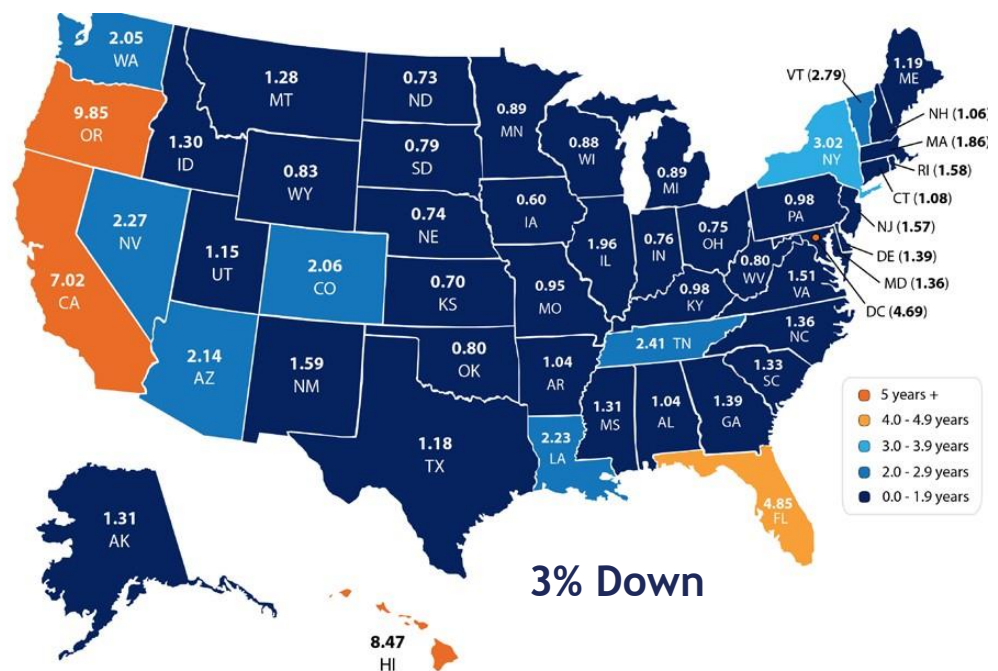 2.05
WA
9.85
OR
7.02
CA
2.27
NV
1.30
ID
1.28
MT
0.83
WY
1.15
UT
2.06
CO
2.14
AZ
1.59
NM
0.73
ND
0.79
SD
0.74
NE
0.70
KS
0.80
OK
1.18
TX
0.89
MN
0.60
IA
0.95
MO
1.04
AR
2.23
LA
0.88
WI
1.96
IL
0.89
MI
0.76
IN
0.75
OH
0.98
KY
2.41 TN
1.31
MS
1.04
AL
1.39
GA
4.85
FL
1.33
SC
1.36
NC
1.51
VA
0.80
WV
0.98
PA
3.02
NY
1.19
ME
VT (2.79)
NH (1.06)
MA (1.86)
RI (1.58)
CT (1.08)
NJ (1.57)
DE (1.39)
MD (1.36)
DC (4.69)
5 years +
4.0 - 4.9 years
3.0 - 3.9 years
2.0 - 2.9 years
0.0 - 1.9 years
1.31
AK
8.47
HI
3% Down